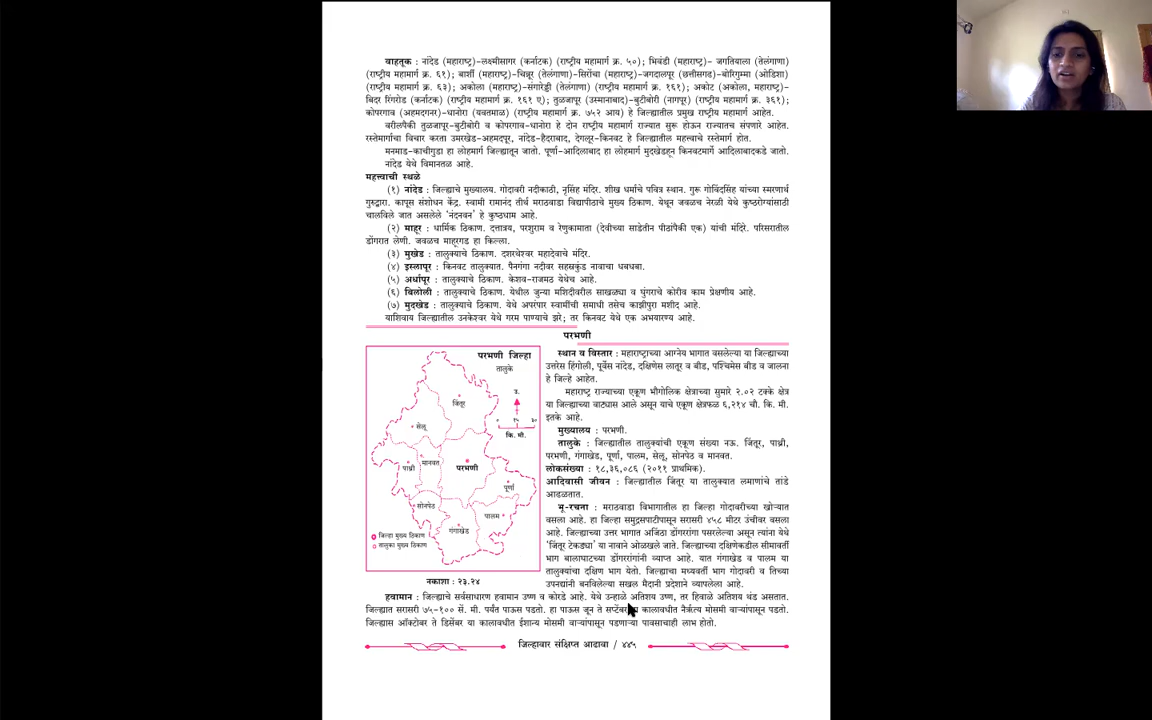 वाहतूक : नांदेड (महाराष्ट्र)-लक्ष्मीसागर (कर्नाटक) (राष्ट्रीय महामार्ग क्र. ५०); भिवंडी (महाराष्ट्र)- जगतियाला (तेलंगाणा)
(राष्ट्रीय महामार्ग क्र. ६१); बार्शी (महाराष्ट्र)-चिन्नूर (तेलंगाणा)-सिरोंचा (महाराष्ट्र)-जगदालपूर (छत्तीसगढ)-बोरिगुम्मा (ओडिशा)
(राष्ट्रीय महामार्ग क्र. ६३); अकोला (महाराष्ट्र)-संगारेड्डी (तेलंगाणा) (राष्ट्रीय महामार्ग क्र. १६१); अकोट (अकोला, महाराष्ट्र)-
बिदर रिंगरोड (कर्नाटक) (राष्ट्रीय महामार्ग क्र. १६१ ए); तुळजापूर (उस्मानाबाद)-बुटीबोरी (नागपूर) (राष्ट्रीय महामार्ग क्र. ३६१);
कोपरगाव (अहमदनगर)-धानोरा (यवतमाळ) (राष्ट्रीय महामार्ग क्र. ७५२ आय) हे जिल्ह्यातील प्रमुख राष्ट्रीय महामार्ग आहेत.
वरीलपैकी तुळजापूर-बुटीबोरी व कोपरगाव-धानोरा हे दोन राष्ट्रीय महामार्ग राज्यात सुरू होऊन राज्यातच संपणारे आहेत.
रस्तेमार्गाचा विचार करता उमरखेड-अहमदपूर, नांदेड-हैदराबाद, देगलूर-किनवट हे जिल्ह्यातील महत्त्वाचे रस्तेमार्ग होत.
मनमाड-काचीगुडा हा लोहमार्ग जिल्ह्यातून जातो. पूर्णा-आदिलाबाद हा लोहमार्ग मुदखेडहून किनवटमार्गे आदिलाबादकडे जातो.
नांदेड येथे विमानतळ आहे.
महत्त्वाची स्थळे
(१) नांदेड : जिल्ह्याचे मुख्यालय. गोदावरी नदीकाठी, नृसिंह मंदिर. शीख धर्माचे पवित्र स्थान. गुरू गोविंदसिंह यांच्या स्मरणार्थ
गुरुद्वारा. कापूस संशोधन केंद्र. स्वामी रामानंद तीर्थ मराठवाडा विद्यापीठाचे मुख्य ठिकाण. येथून जवळच नेरळी येथे कुष्ठरोग्यांसाठी
चालविले जात असलेले 'नंदनवन' हे कुष्ठधाम आहे.
(२) माहूर : धार्मिक ठिकाण. दत्तात्रय, परशुराम व रेणुकामाता (देवीच्या साडेतीन पीठांपैकी एक) यांची मंदिरे. परिसरातील
डोंगरात लेणी. जवळच माहूरगड हा किल्ला.
(३) मुखेड : तालुक्याचे ठिकाण. दशरथेश्वर महादेवाचे मंदिर.
(४) इस्लापूर : किनवट तालुक्यात. पैनगंगा नदीवर सहस्रकुंड नावाचा धबधबा.
(५) अर्धापूर : तालुक्याचे ठिकाण. केशव-राजमठ येथेच आहे.
(६) बिलोली : तालुक्याचे ठिकाण. येथील जुन्या मशिदीवरील साखळ्या व घुंगराचे कोरीव काम प्रेक्षणीय आहे.
(७) मुदखेड : तालुक्याचे ठिकाण. येथे अपरंपार स्वामींची समाधी तसेच काझीपुरा मशीद आहे.
याशिवाय जिल्ह्यातील उनकेश्वर येथे गरम पाण्याचे झरे; तर किनवट येथे एक अभयारण्य आहे.
परभणी
परभणी जिल्हा
तालुके
उ.
० १५ ३०
कि. मी.
जिंतूर
सेलू
पाथ्री
मानवत
परभणी
पूर्णा
सोनपेठ
पालम
गंगाखेड
जिल्हा मुख्य ठिकाण
तालुका मुख्य ठिकाण
नकाशा : २३.२४
स्थान व विस्तार : महाराष्ट्राच्या आग्नेय भागात वसलेल्या या जिल्ह्याच्या
उत्तरेस हिंगोली, पूर्वेस नांदेड, दक्षिणेस लातूर व बीड, पश्चिमेस बीड व जालना
हे जिल्हे आहेत.
महाराष्ट्र राज्याच्या एकूण भौगोलिक क्षेत्राच्या सुमारे २.०२ टक्के क्षेत्र
या जिल्ह्याच्या वाट्यास आले असून याचे एकूण क्षेत्रफळ ६,२१४ चौ. कि. मी.
इतके आहे.
मुख्यालय : परभणी.
तालुके : जिल्ह्यातील तालुक्यांची एकूण संख्या नऊ. जिंतूर, पाथ्री,
परभणी, गंगाखेड, पूर्णा, पालम, सेलू, सोनपेठ व मानवत.
लोकसंख्या : १८,३६,०८६ (२०११ प्राथमिक).
आदिवासी जीवन : जिल्ह्यातील जिंतूर या तालुक्यात लमाणांचे तांडे
आढळतात.
भू-रचना : मराठवाडा विभागातील हा जिल्हा गोदावरीच्या खोऱ्यात
वसला आहे. हा जिल्हा समुद्रसपाटीपासून सरासरी ४५८ मीटर उंचीवर वसला
आहे. जिल्ह्याच्या उत्तर भागात अजिंठा डोंगररांगा पसरलेल्या असून त्यांना येथे
'जिंतूर टेकड्या' या नावाने ओळखले जाते. जिल्ह्याच्या दक्षिणेकडील सीमावर्ती
भाग बालाघाटच्या डोंगररांगांनी व्याप्त आहे. यात गंगाखेड व पालम या
तालुक्यांचा दक्षिण भाग येतो. जिल्ह्याचा मध्यवर्ती भाग गोदावरी व तिच्या
उपनद्यांनी बनविलेल्या सखल मैदानी प्रदेशाने व्यापलेला आहे.
हवामान : जिल्ह्याचे सर्वसाधारण हवामान उष्ण व कोरडे आहे. येथे उन्हाळे अतिशय उष्ण, तर हिवाळे अतिशय थंड असतात.
जिल्ह्यात सरासरी ७५-१०० सें. मी. पर्यंत पाऊस पडतो. हा पाऊस जून ते सप्टेंबरच्या कालावधीत नैर्ऋत्य मोसमी वाऱ्यांपासून पडतो.
जिल्ह्यास ऑक्टोबर ते डिसेंबर या कालावधीत ईशान्य मोसमी वाऱ्यांपासून पडणाऱ्या पावसाचाही लाभ होतो.
जिल्हावार संक्षिप्त आढावा / ४४५